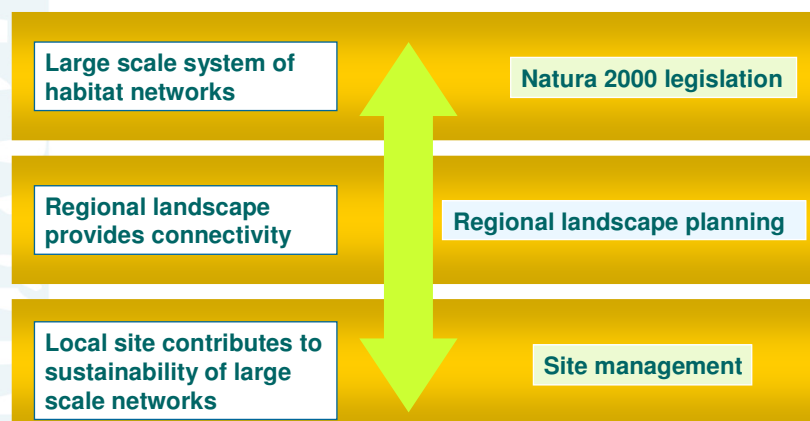 Large scale system of
habitat networks
Natura 2000 legislation
Regional landscape
provides connectivity
Regional landscape planning
Local site contributes to
sustainability of large
scale networks
Site management